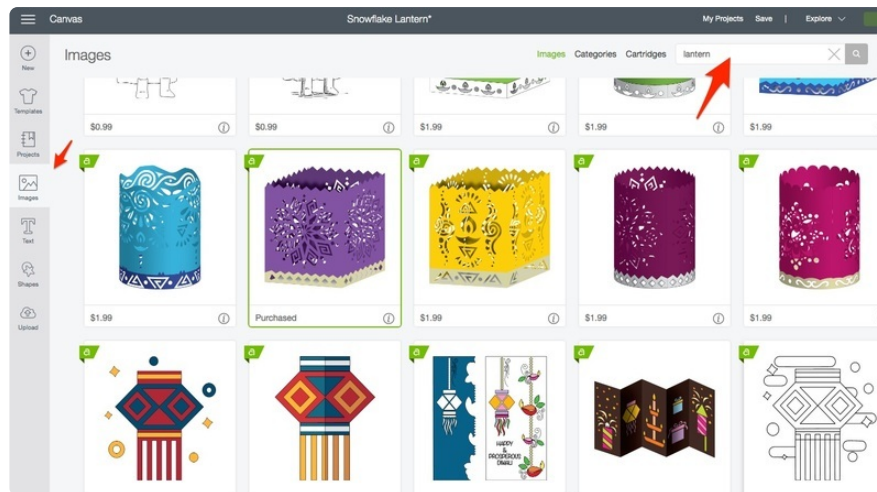 Canvas
Snowflake Lantern*
My Projects Save | Explore
New
Images
Images Categories Cartridges
lantern
Templates
Projects
Images
Text
Shapes
Upload
$0.99
$0.99
$1.99
$1.99
$1.99
a
a
a
a
a
$1.99
Purchased
$1.99
$1.99
$1.99
a
a
a
a
a
HAPPY
&
PROSPEROUS
DIWALI